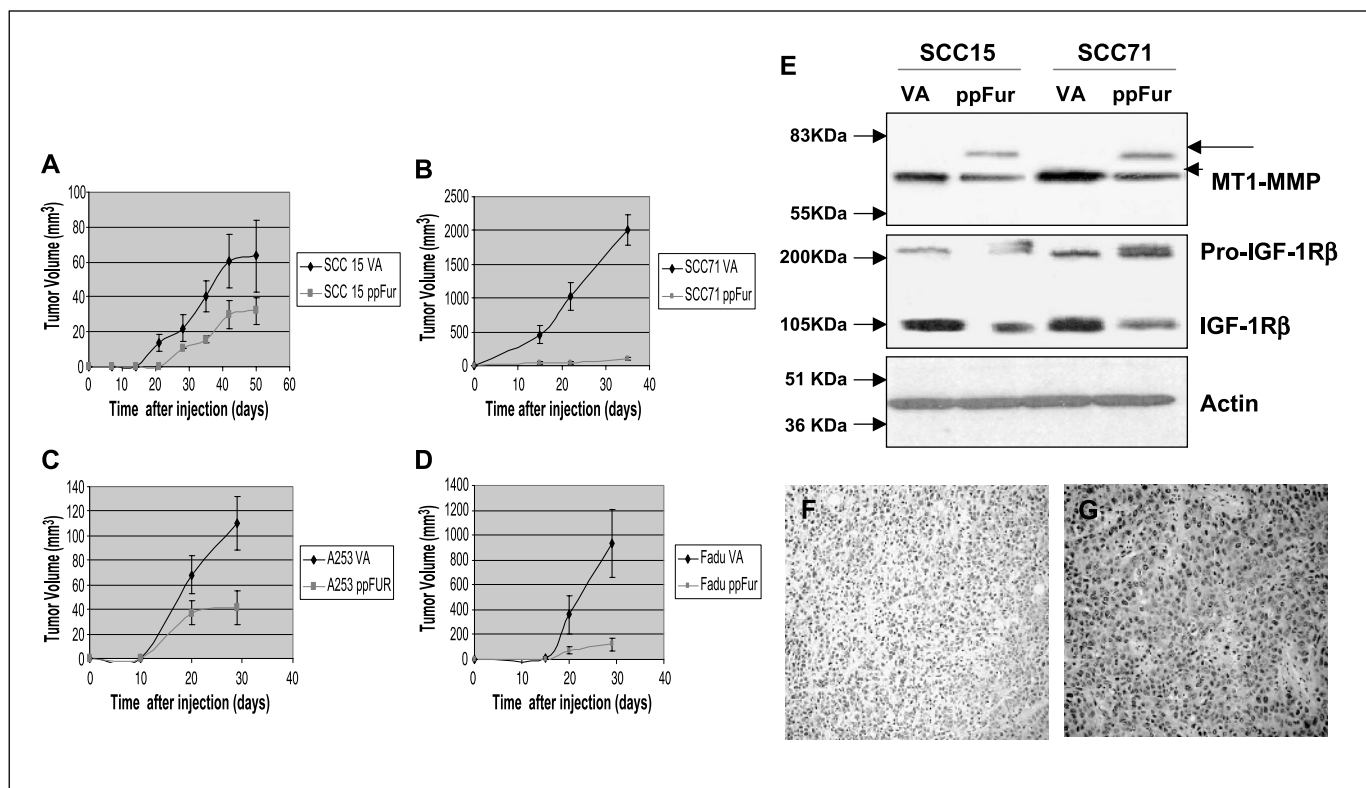 A
Tumor Volume (mm³)
100
80
60
40
20
0
0 10 20 30 40 50 60
Time after injection (days)
SCC 15 VA
SCC 15 ppFur
B
Tumor Volume (mm³)
2500
2000
1500
1000
500
0
0 10 20 30 40
Time after injection (days)
SCC71 VA
SCC71 ppFur
C
Tumor Volume (mm³)
140
120
100
80
60
40
20
0
0 10 20 30 40
Time after injection (days)
A253 VA
A253 ppFUR
D
Tumor Volume (mm³)
1400
1200
1000
800
600
400
200
0
0 10 20 30 40
Time after injection (days)
Fadu VA
Fadu ppFur
E
SCC15 SCC71
VA ppFur VA ppFur
83KDa
MT1-MMP
55KDa
Pro-IGF-1Rβ
200KDa
105KDa
IGF-1Rβ
51 KDa
Actin
36 KDa
F
G